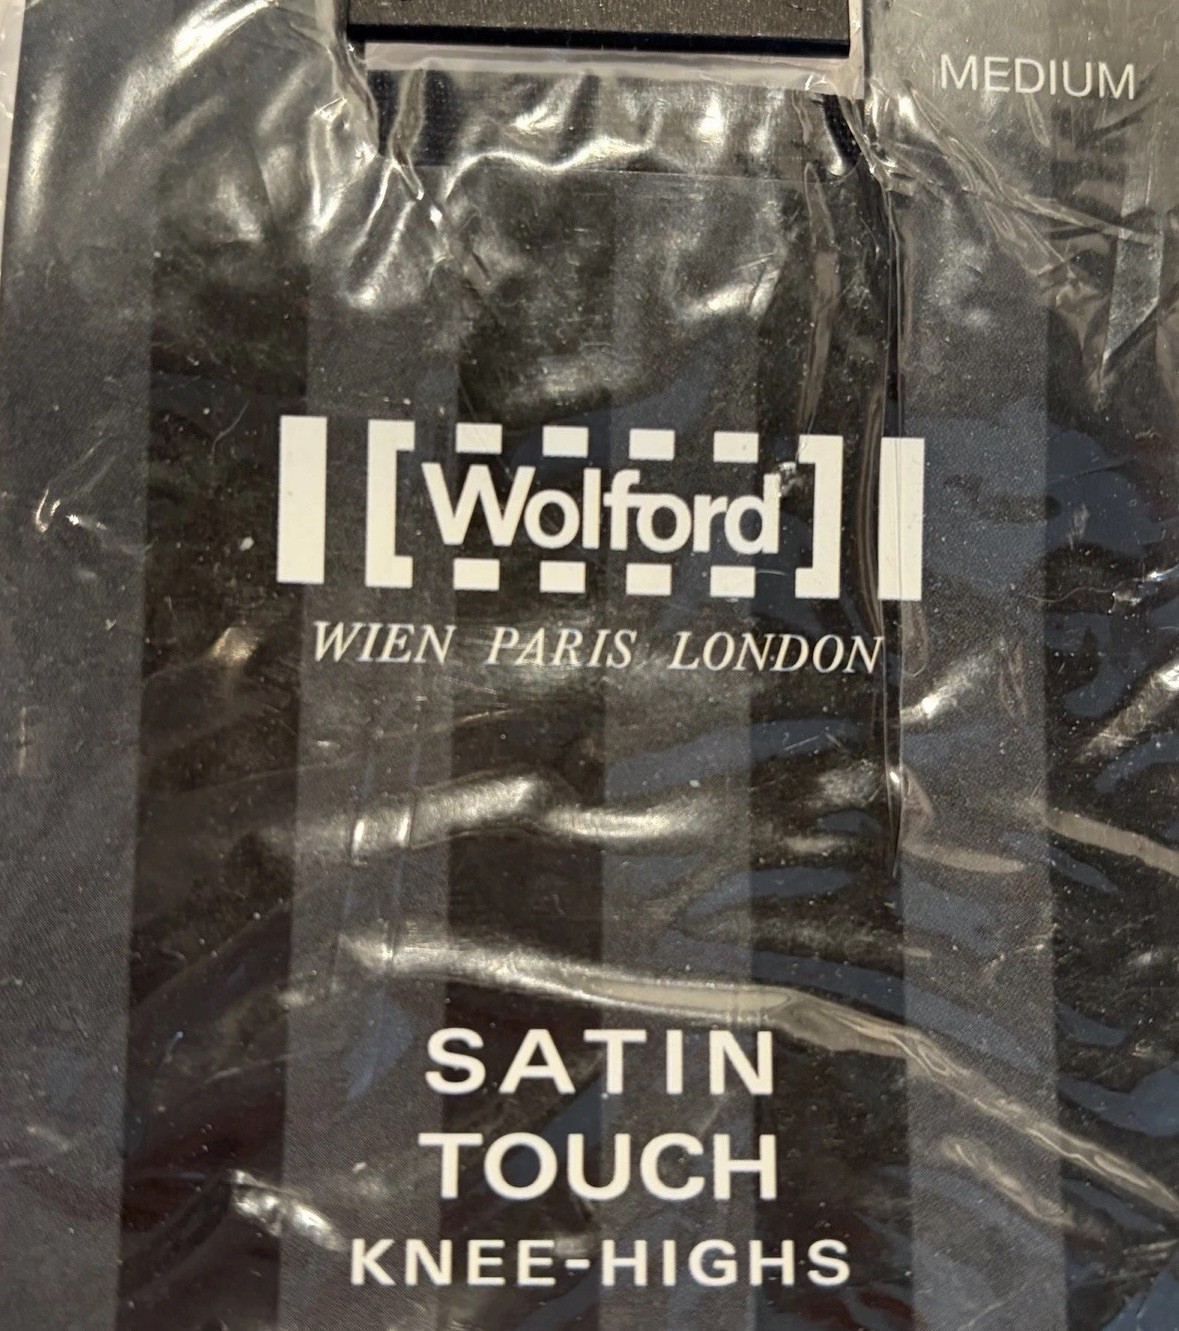 MEDIUM
Wolford
WIEN PARIS LONDON
SATIN
TOUCH
KNEE-HIGHS